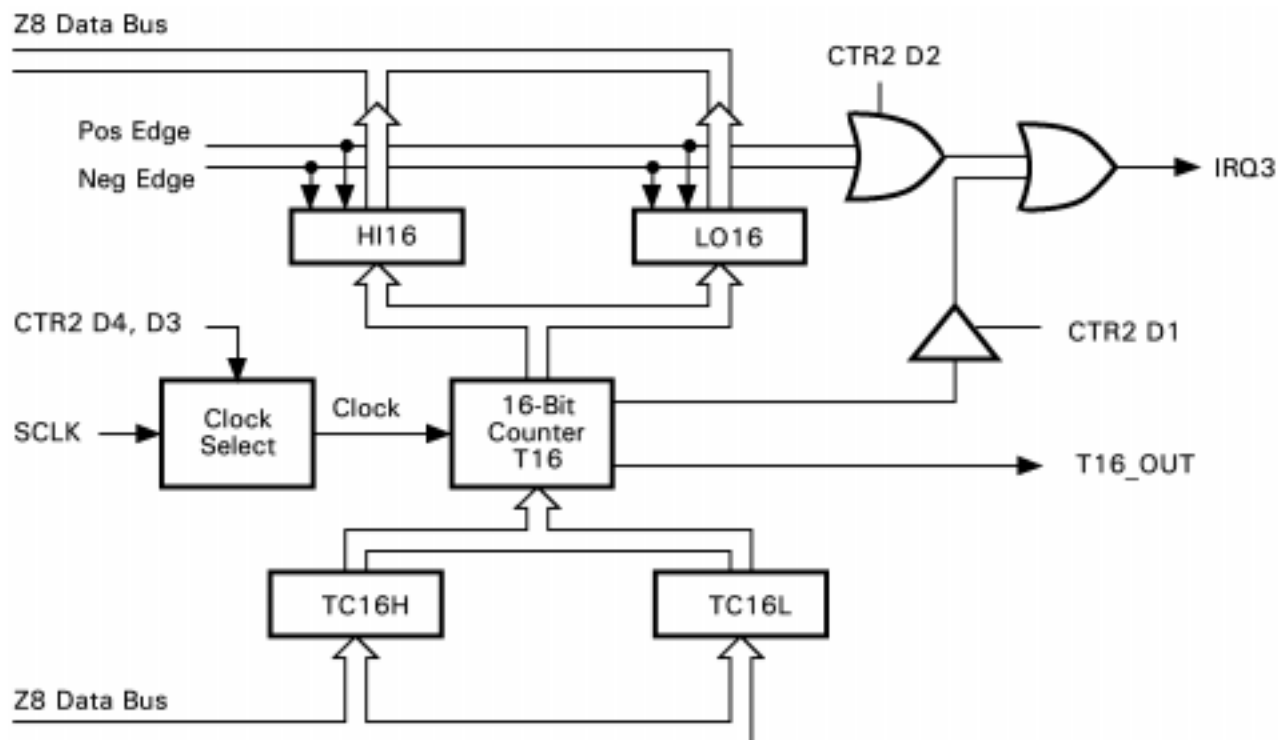 Z8 Data Bus
CTR2 D2
Pos Edge
Neg Edge
IRQ3
HI16
LO16
CTR2 D4, D3
CTR2 D1
SCLK
Clock
Select
Clock
16-Bit
Counter
T16
T16_OUT
TC16H
TC16L
Z8 Data Bus